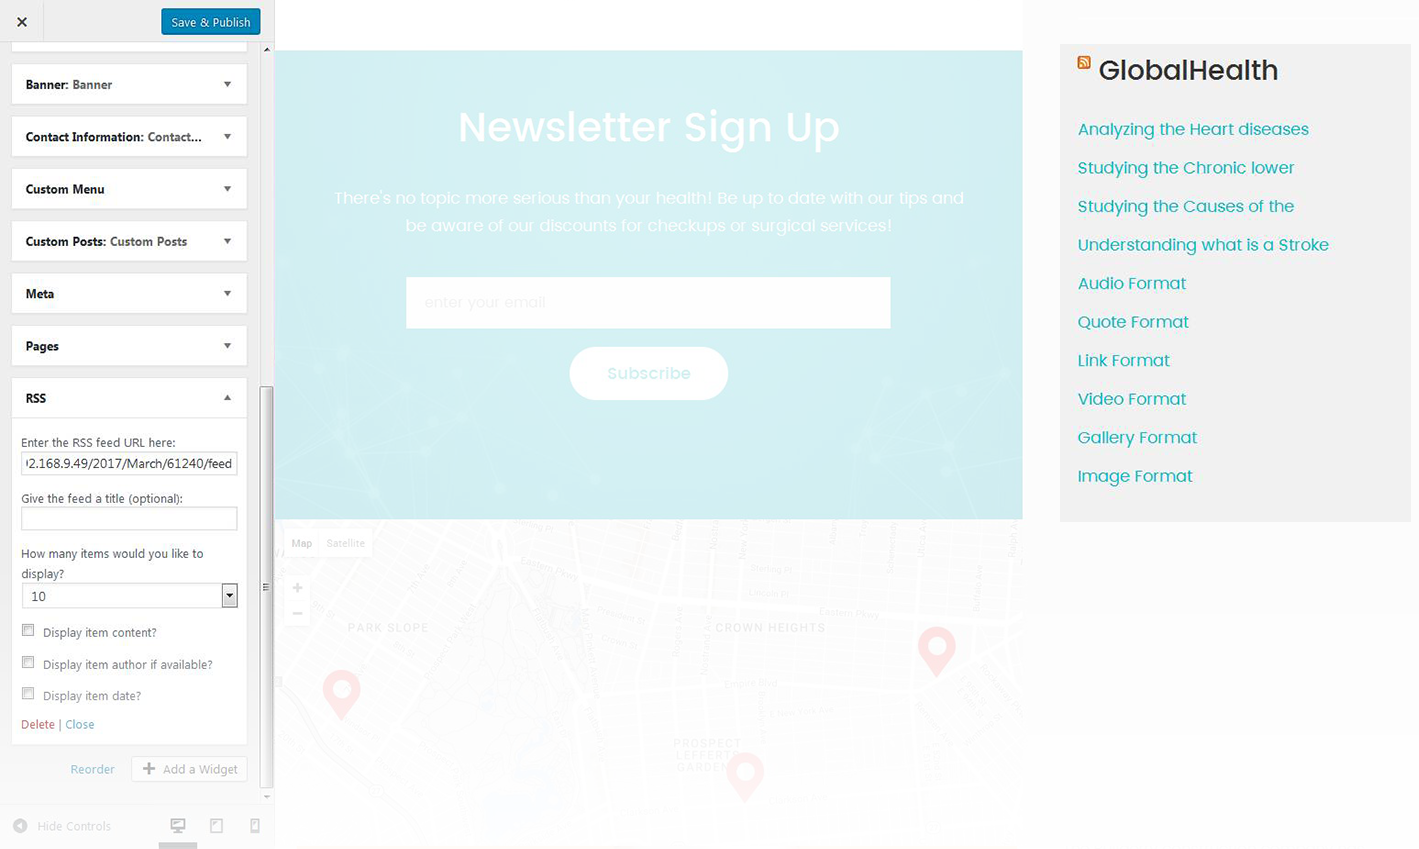 Save & Publish
Banner: Banner
Contact Information: Contact...
Custom Menu
Custom Posts: Custom Posts
Meta
Pages
RSS
Enter the RSS feed URL here:
2.168.9.49/2017/March/61240/feed
Give the feed a title (optional):
How many items would you like to
display?
10
Display item content?
Display item author if available?
Display item date?
Delete | Close
Reorder
Add a Widget
Hide Controls
Newsletter Sign Up
There's no topic more serious than your health! Be up to date with our tips and
be aware of our discounts for checkups or surgical services!
enter your email
Subscribe
Map
Satellite
PARK SLOPE
CROWN HEIGHTS
Eastern Pkwy
Eastern Pkwy
Empire Blvd
PROSPECT
LEFFERTS
GlobalHealth
Analyzing the Heart diseases
Studying the Chronic lower
Studying the Causes of the
Understanding what is a Stroke
Audio Format
Quote Format
Link Format
Video Format
Gallery Format
Image Format